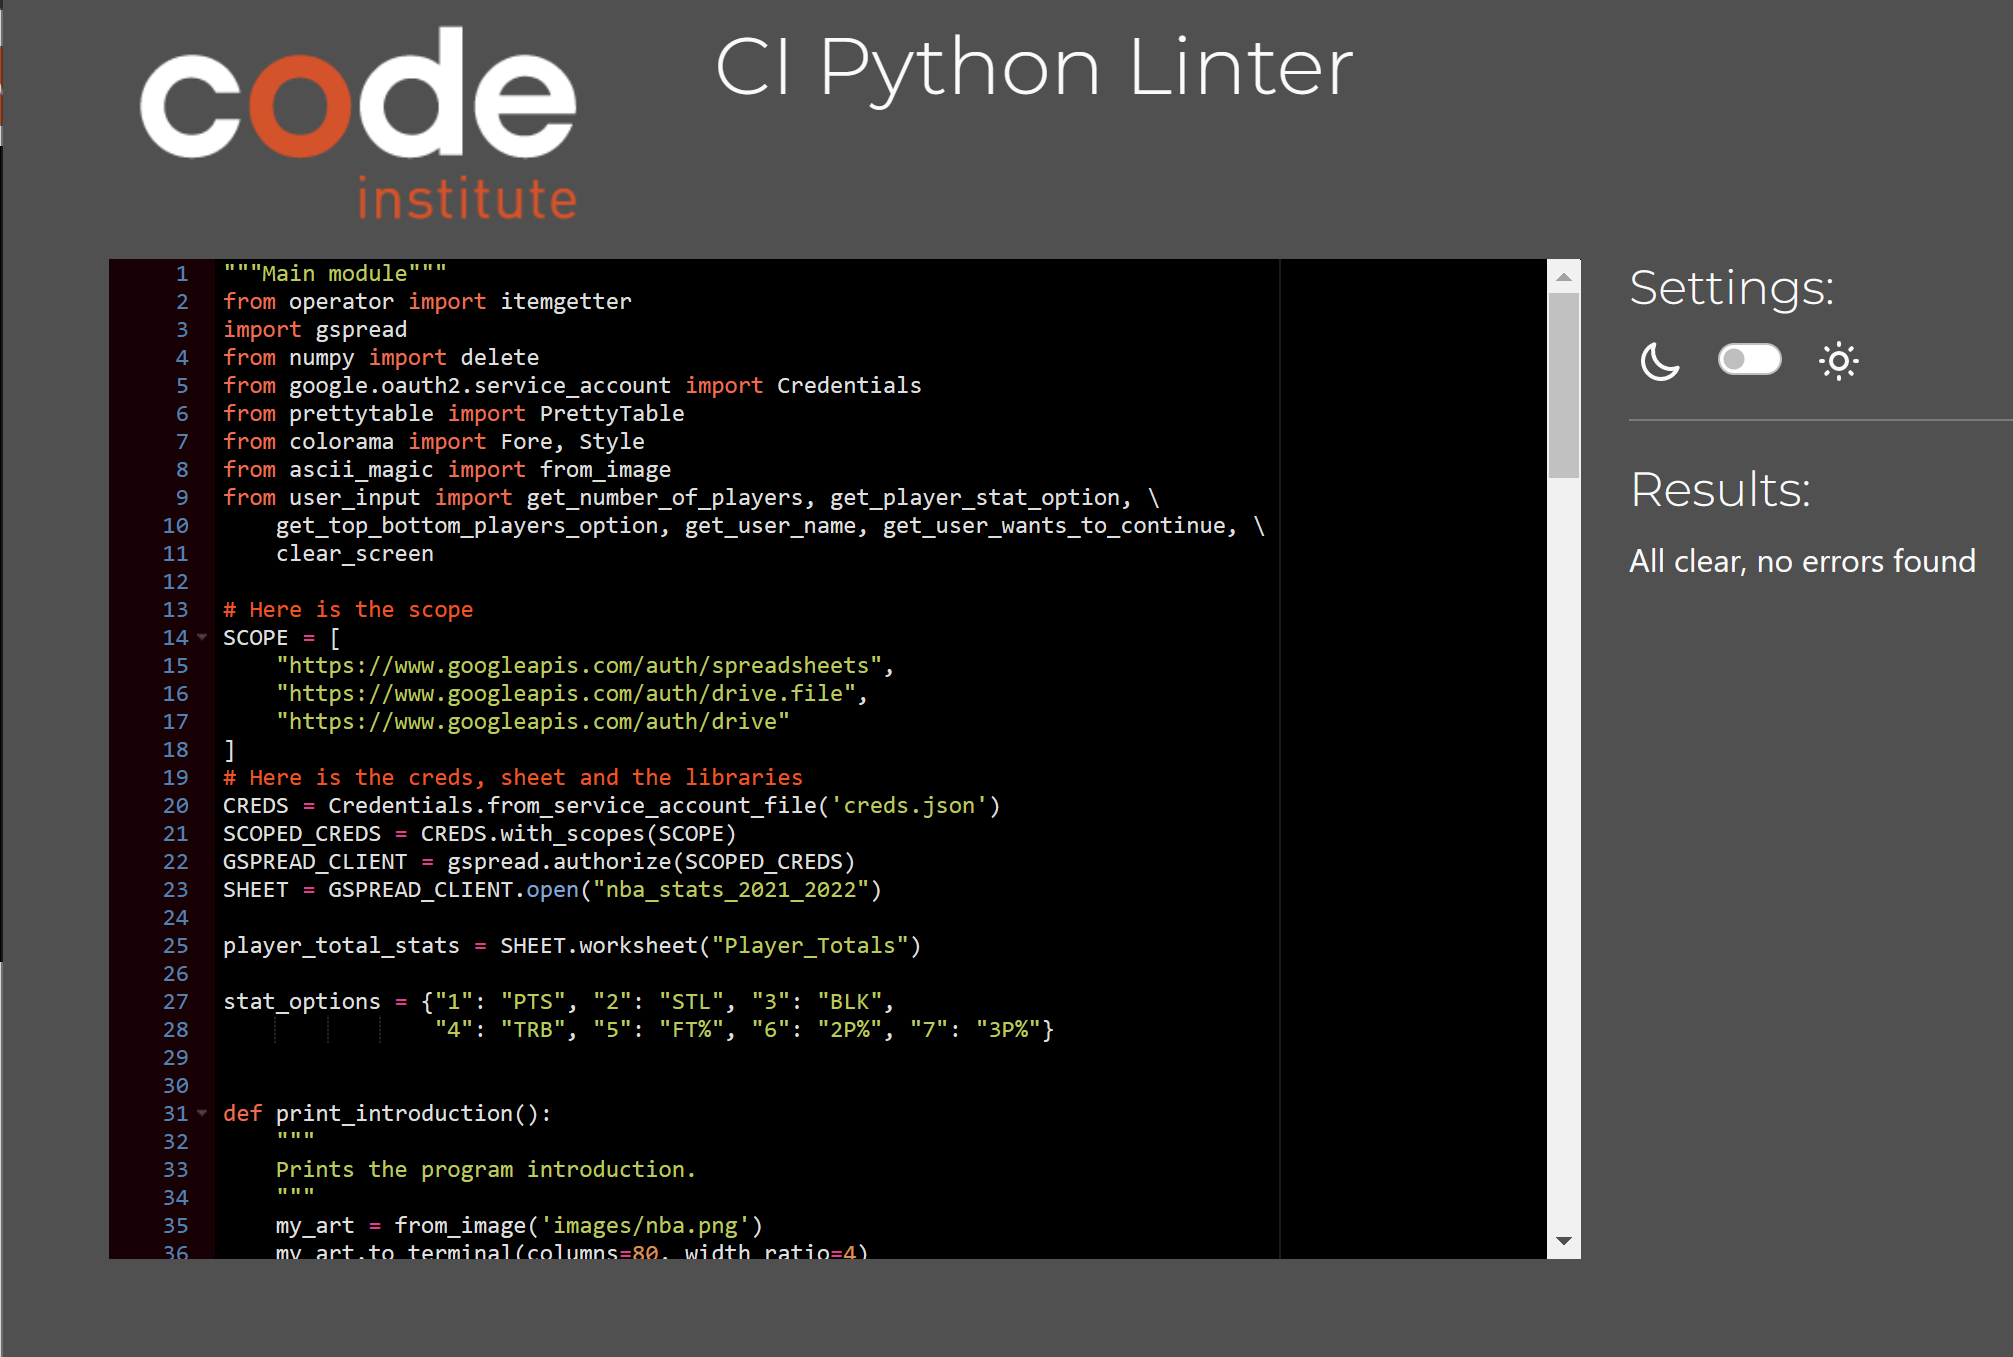 code
institute
CI Python Linter
1 """Main module"""
2 from operator import itemgetter
3 import gspread
4 from numpy import delete
5 from google.oauth2.service_account import Credentials
6 from prettytable import PrettyTable
7 from colorama import Fore, Style
8 from ascii_magic import from_image
9 from user_input import get_number_of_players, get_player_stat_option, \
10     get_top_bottom_players_option, get_user_name, get_user_wants_to_continue, \
11     clear_screen
12
13 # Here is the scope
14 SCOPE = [
15     "https://www.googleapis.com/auth/spreadsheets",
16     "https://www.googleapis.com/auth/drive.file",
17     "https://www.googleapis.com/auth/drive"
18 ]
19 # Here is the creds, sheet and the libraries
20 CREDS = Credentials.from_service_account_file('creds.json')
21 SCOPED_CREDS = CREDS.with_scopes(SCOPE)
22 GSPREAD_CLIENT = gspread.authorize(SCOPED_CREDS)
23 SHEET = GSPREAD_CLIENT.open("nba_stats_2021_2022")
24
25 player_total_stats = SHEET.worksheet("Player_Totals")
26
27 stat_options = {"1": "PTS", "2": "STL", "3": "BLK",
28                 "4": "TRB", "5": "FT%", "6": "2P%", "7": "3P%"}
29
30
31 def print_introduction():
32     """
33     Prints the program introduction.
34     """
35     my_art = from_image('images/nba.png')
36     my_art.to_terminal(columns=80, width_ratio=4)
Settings:
Results:
All clear, no errors found